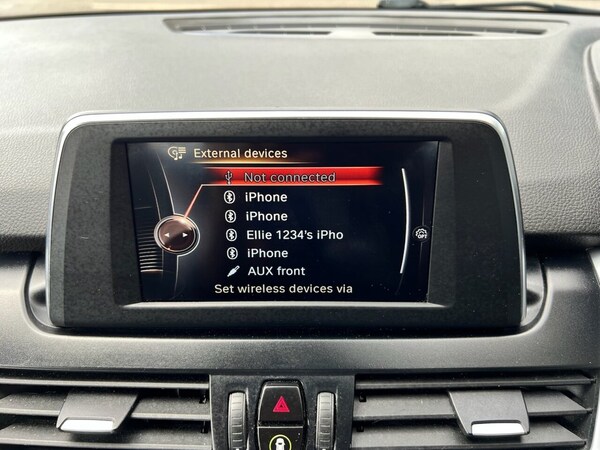 External devices
Not connected
iPhone
iPhone
Ellie 1234's iPho
iPhone
AUX front
Set wireless devices via